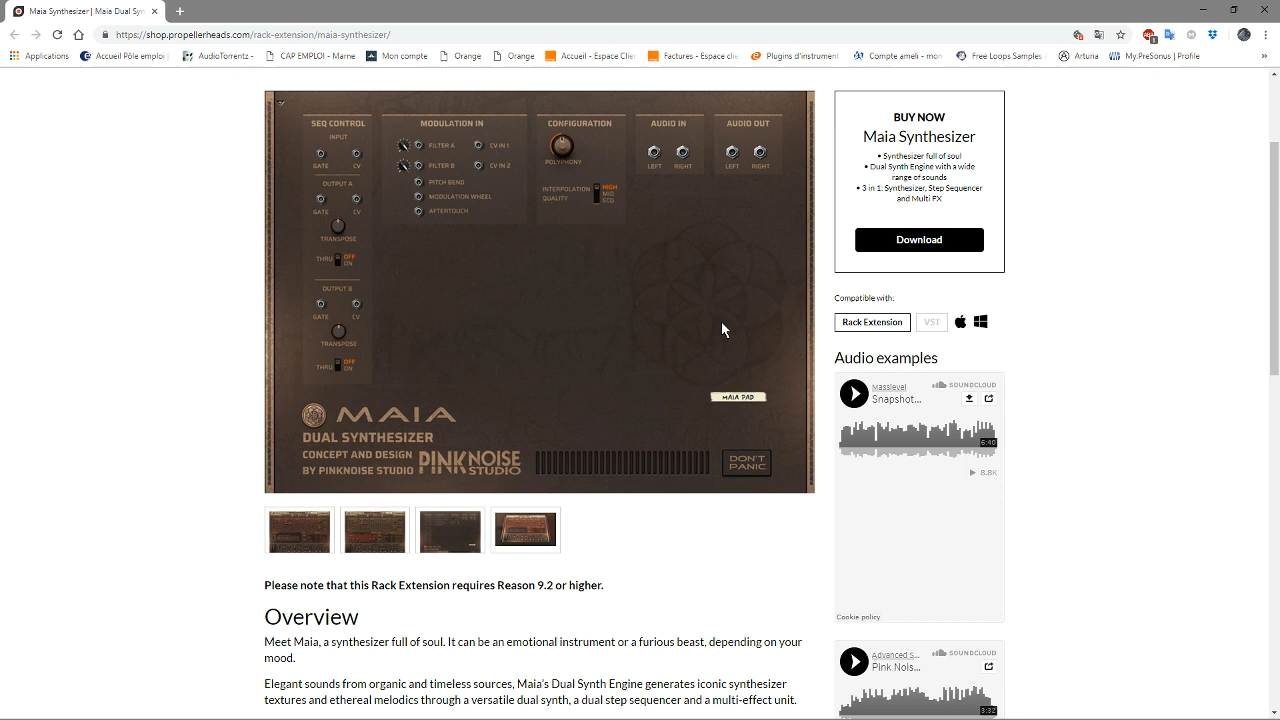 Maia Synthesizer | Maia Dual Syn
https://shop.propellerheads.com/rack-extension/maia-synthesizer/
Applications
Accueil Pôle emploi |
AudioTorrentz -
CAP EMPLOI - Marne
Mon compte
Orange
Orange
Accueil - Espace Clie
Factures - Espace clie
Plugins d'instrument
Compte ameli - mon
Free Loops Samples
Arturia
My.PreSonus | Profile
»
SEQ CONTROL
MODULATION IN
CONFIGURATION
AUDIO IN
AUDIO OUT
INPUT
FILTER A
CV IN 1
GATE
CV
POLYPHONY
LEFT
RIGHT
LEFT
RIGHT
FILTER B
CV IN 2
OUTPUT A
PITCH BEND
INTERPOLATION
QUALITY
HIGH
MID
ECO
MODULATION WHEEL
GATE
CV
AFTERTOUCH
TRANSPOSE
THRU
OFF
ON
OUTPUT B
GATE
CV
TRANSPOSE
THRU
OFF
ON
MAIA PAD
MAIA
DUAL SYNTHESIZER
CONCEPT AND DESIGN
BY PINKNOISE STUDIO
PINKNOISE
STUDIO
DON'T
PANIC
Please note that this Rack Extension requires Reason 9.2 or higher.
Overview
Meet Maia, a synthesizer full of soul. It can be an emotional instrument or a furious beast, depending on your
mood.
Elegant sounds from organic and timeless sources, Maia's Dual Synth Engine generates iconic synthesizer
textures and ethereal melodics through a versatile dual synth, a dual step sequencer and a multi-effect unit.
BUY NOW
Maia Synthesizer
• Synthesizer full of soul
• Dual Synth Engine with a wide
range of sounds
• 3 in 1: Synthesizer, Step Sequencer
and Multi FX
Download
Compatible with:
Rack Extension
VST
Audio examples
Masslevel
SOUNDCLOUD
Snapshot...
6:40
8.8K
Cookie policy
Advanced S...
SOUNDCLOUD
Pink Nois...
3:32